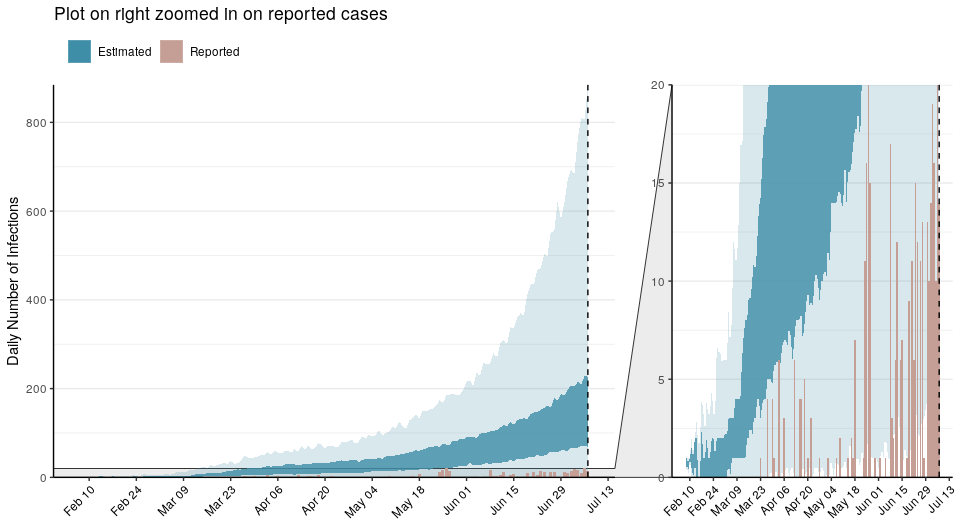 Plot on right zoomed in on reported cases
Estimated Reported
Daily Number of Infections
800
600
400
200
0
Feb 10 Feb 24 Mar 09 Mar 23 Apr 06 Apr 20 May 04 May 18 Jun 01 Jun 15 Jun 29 Jul 13
20
15
10
5
0
Feb 10 Feb 24 Mar 09 Mar 23 Apr 06 Apr 20 May 04 May 18 Jun 01 Jun 15 Jun 29 Jul 13